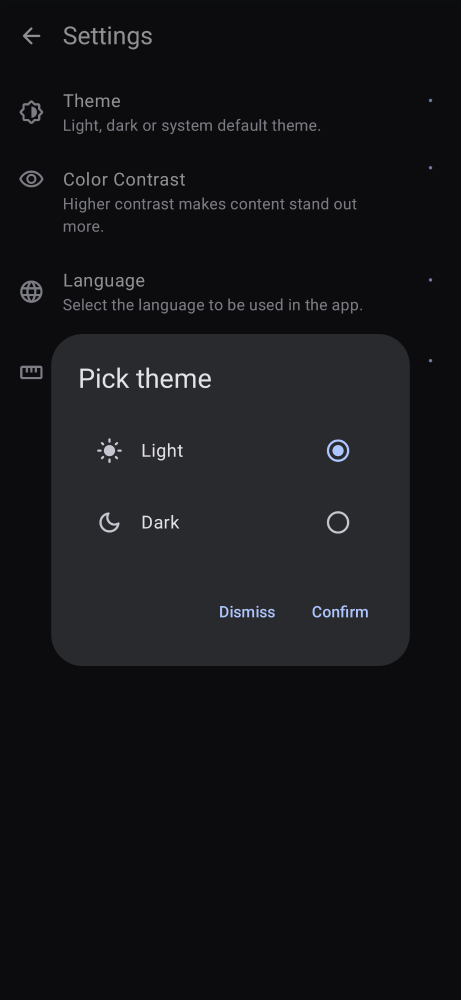 Settings
Theme
Light, dark or system default theme.
Color Contrast
Higher contrast makes content stand out
more.
Language
Select the language to be used in the app.
Pick theme
Light
Dark
Dismiss
Confirm